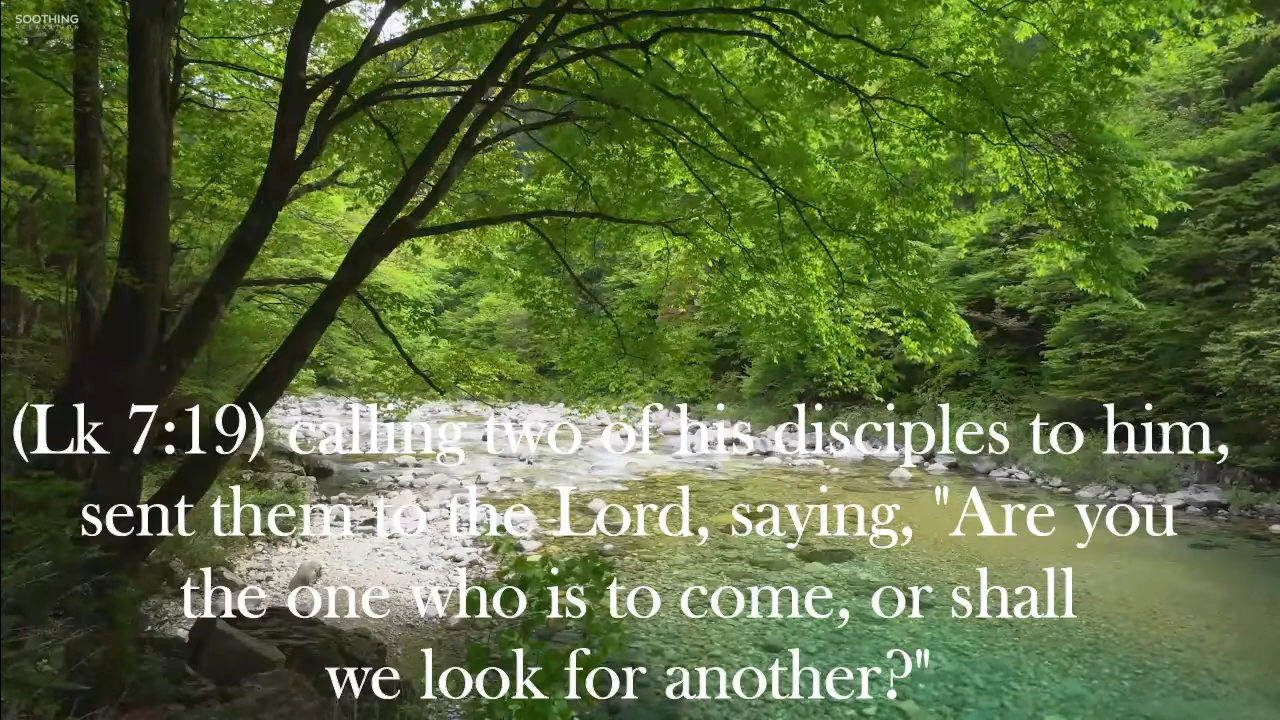 SOOTHING
RELAXATION
(Lk 7:19) calling two of his disciples to him,
sent them to the Lord, saying, "Are you
the one who is to come, or shall
we look for another?"